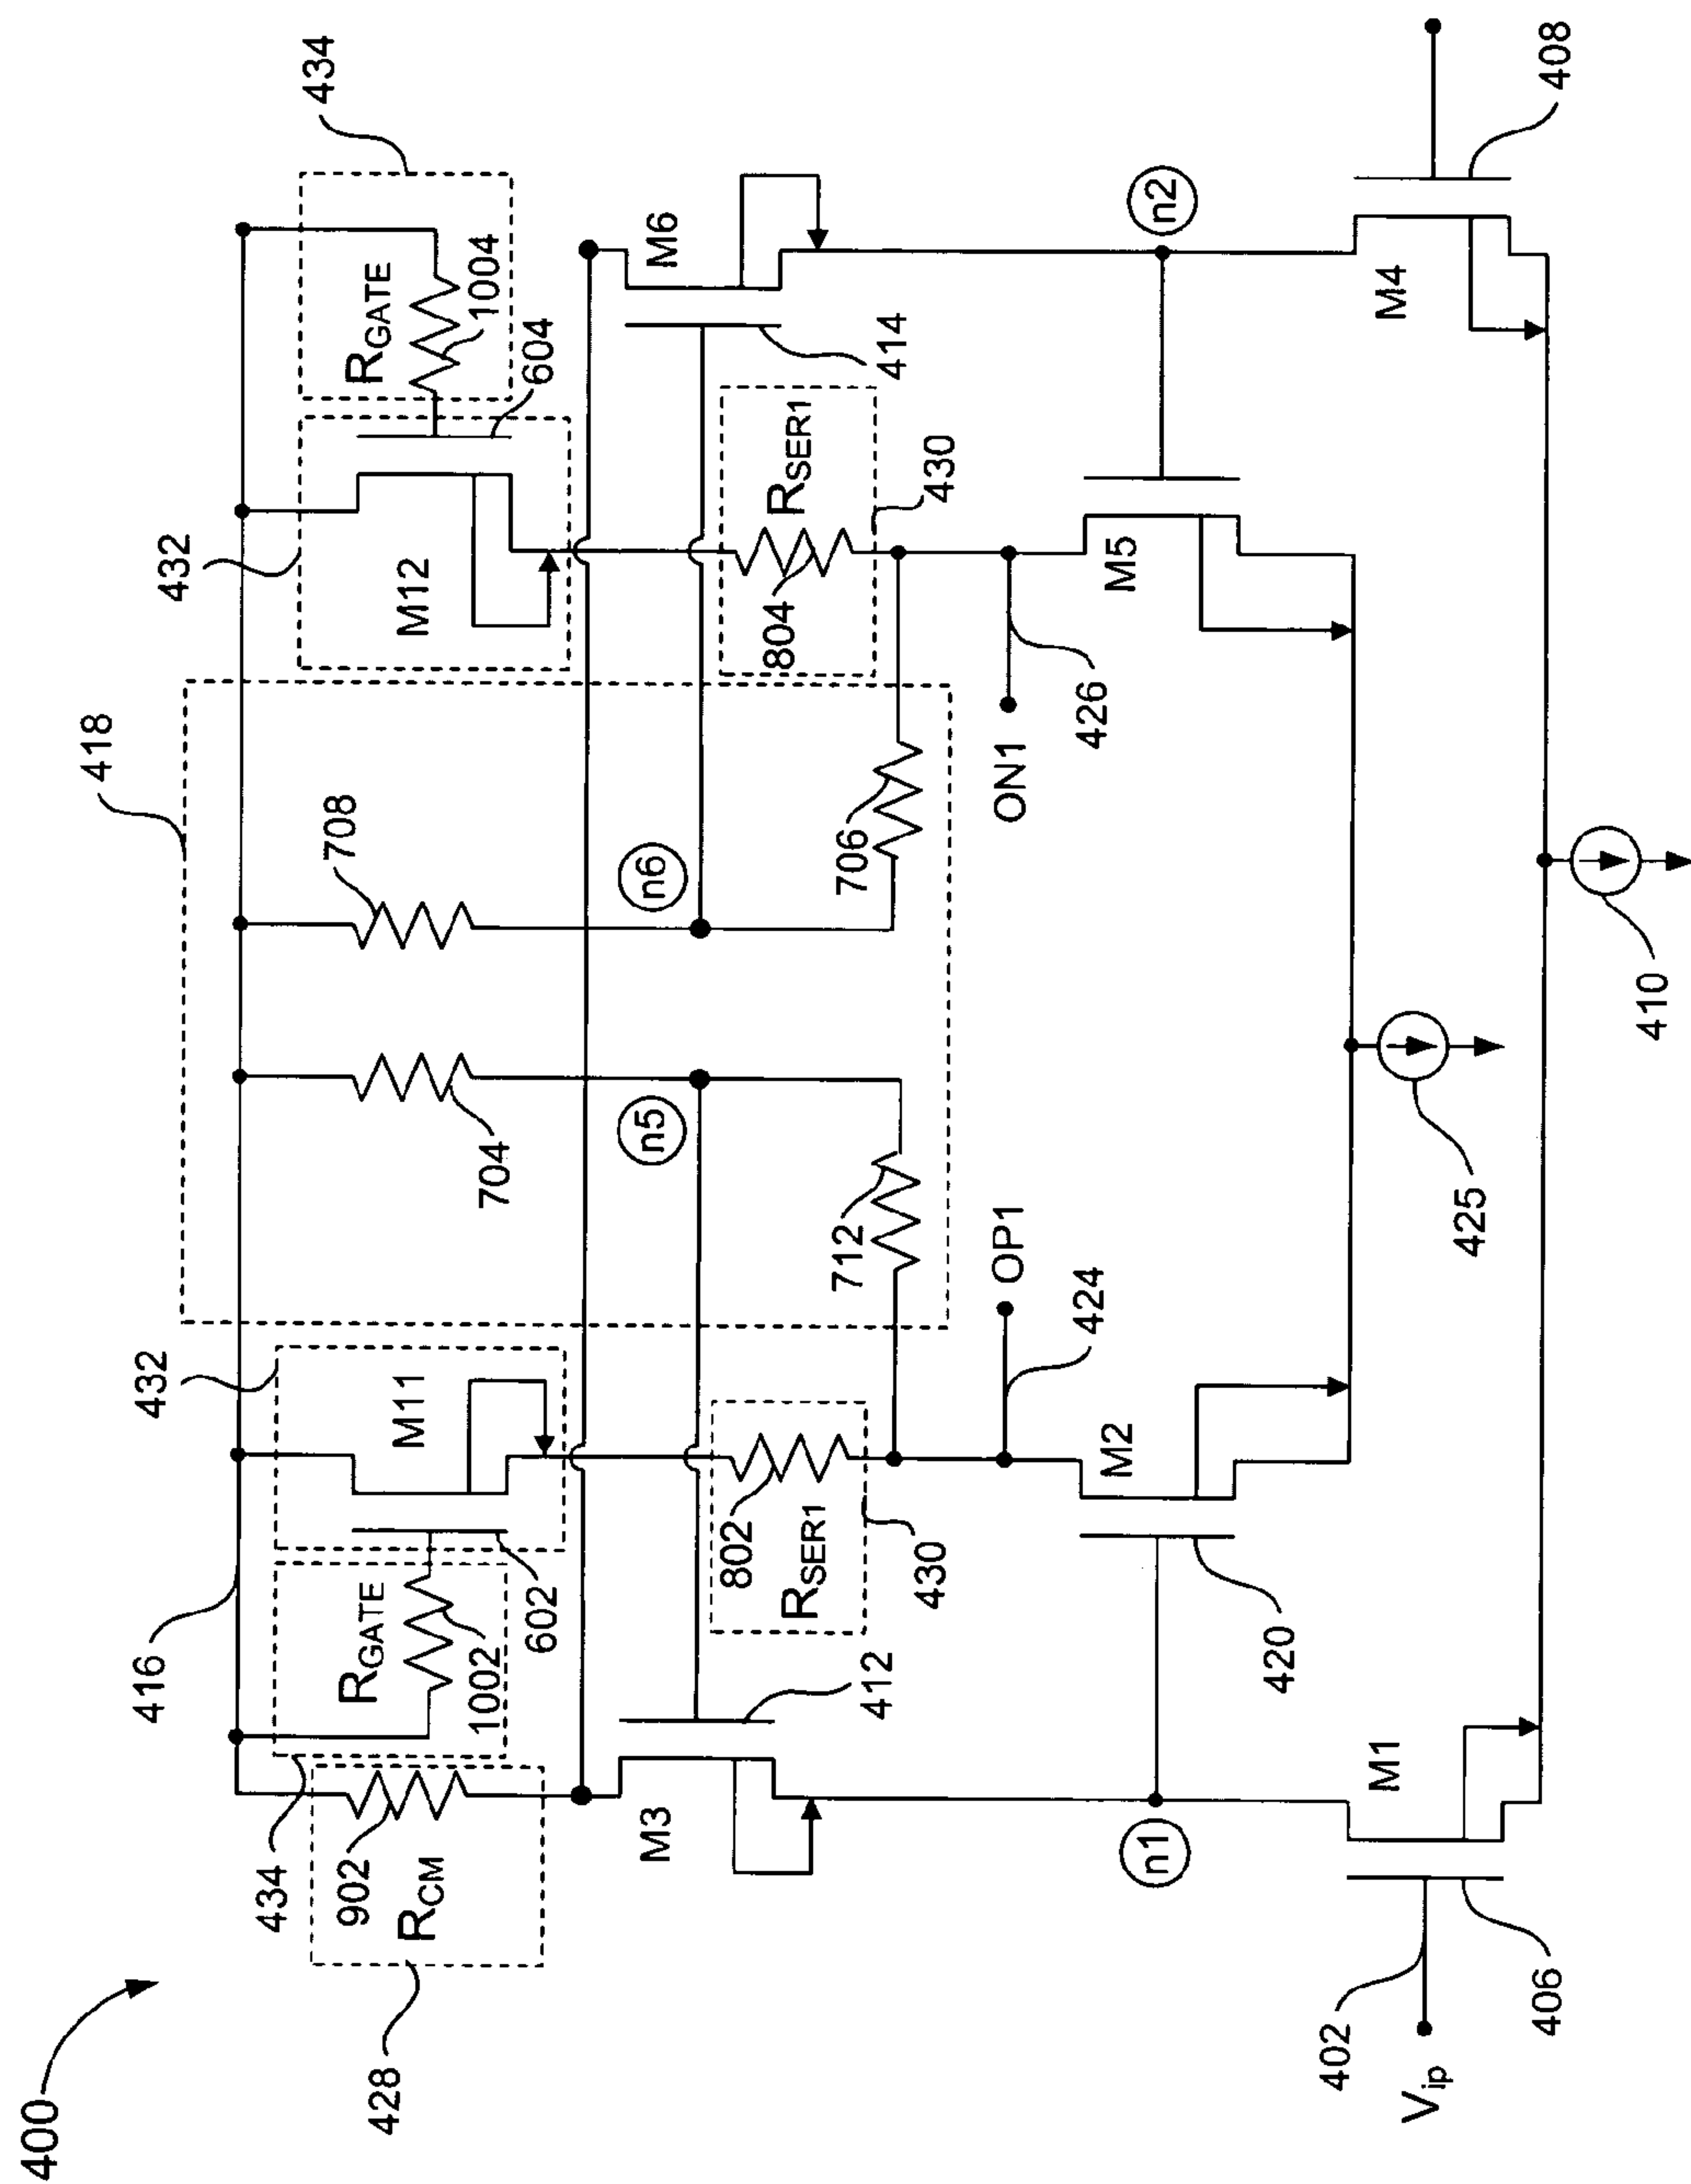 400
416
418
434
432
432
434
428
R_CM
902
R_GATE
1002
602
M11
704
708
M12
R_GATE
1004
604
M3
412
802
R_SER1
430
n5
n6
804
R_SER1
430
414
M6
712
706
OP1
424
ON1
426
n1
420
M2
M5
n2
425
M1
M4
402
V_ip
406
410
408